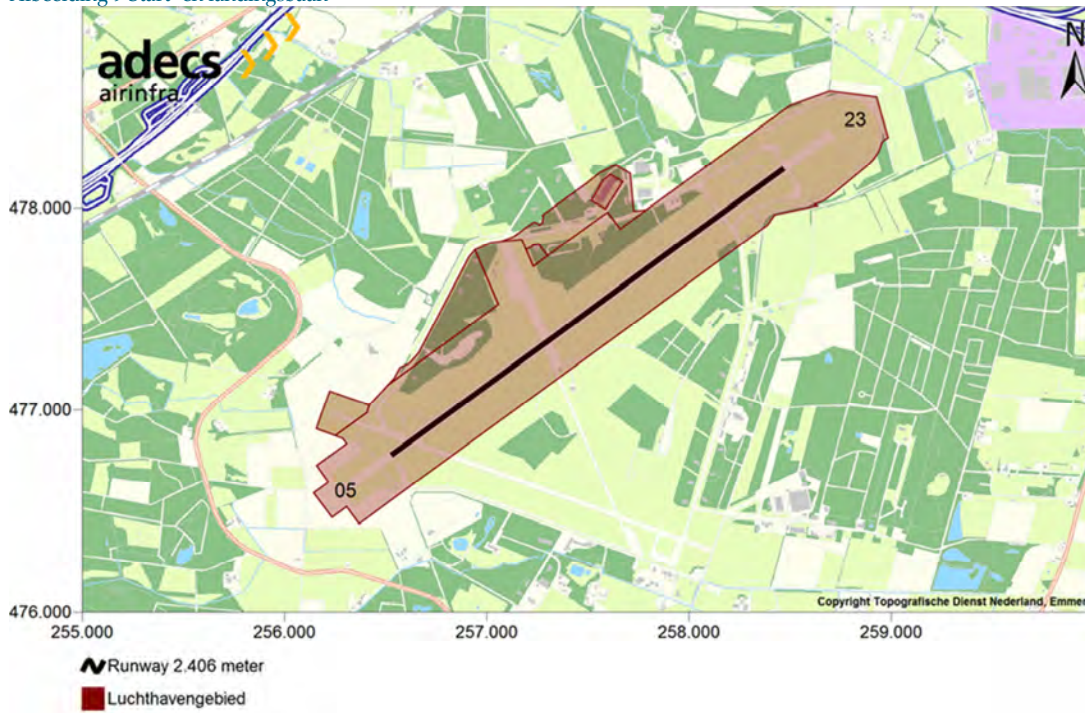 adecs
airinfra
N
23
478.000
477.000
05
476.000
Copyright Topografische Dienst Nederland, Emmen
255.000 256.000 257.000 258.000 259.000
Runway 2.406 meter
Luchthavengebied